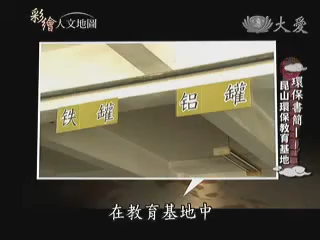 彩繪人文地圖
大愛
铁 罐
铝 罐
環保書簡——
昆山環保教育基地
在教育基地中